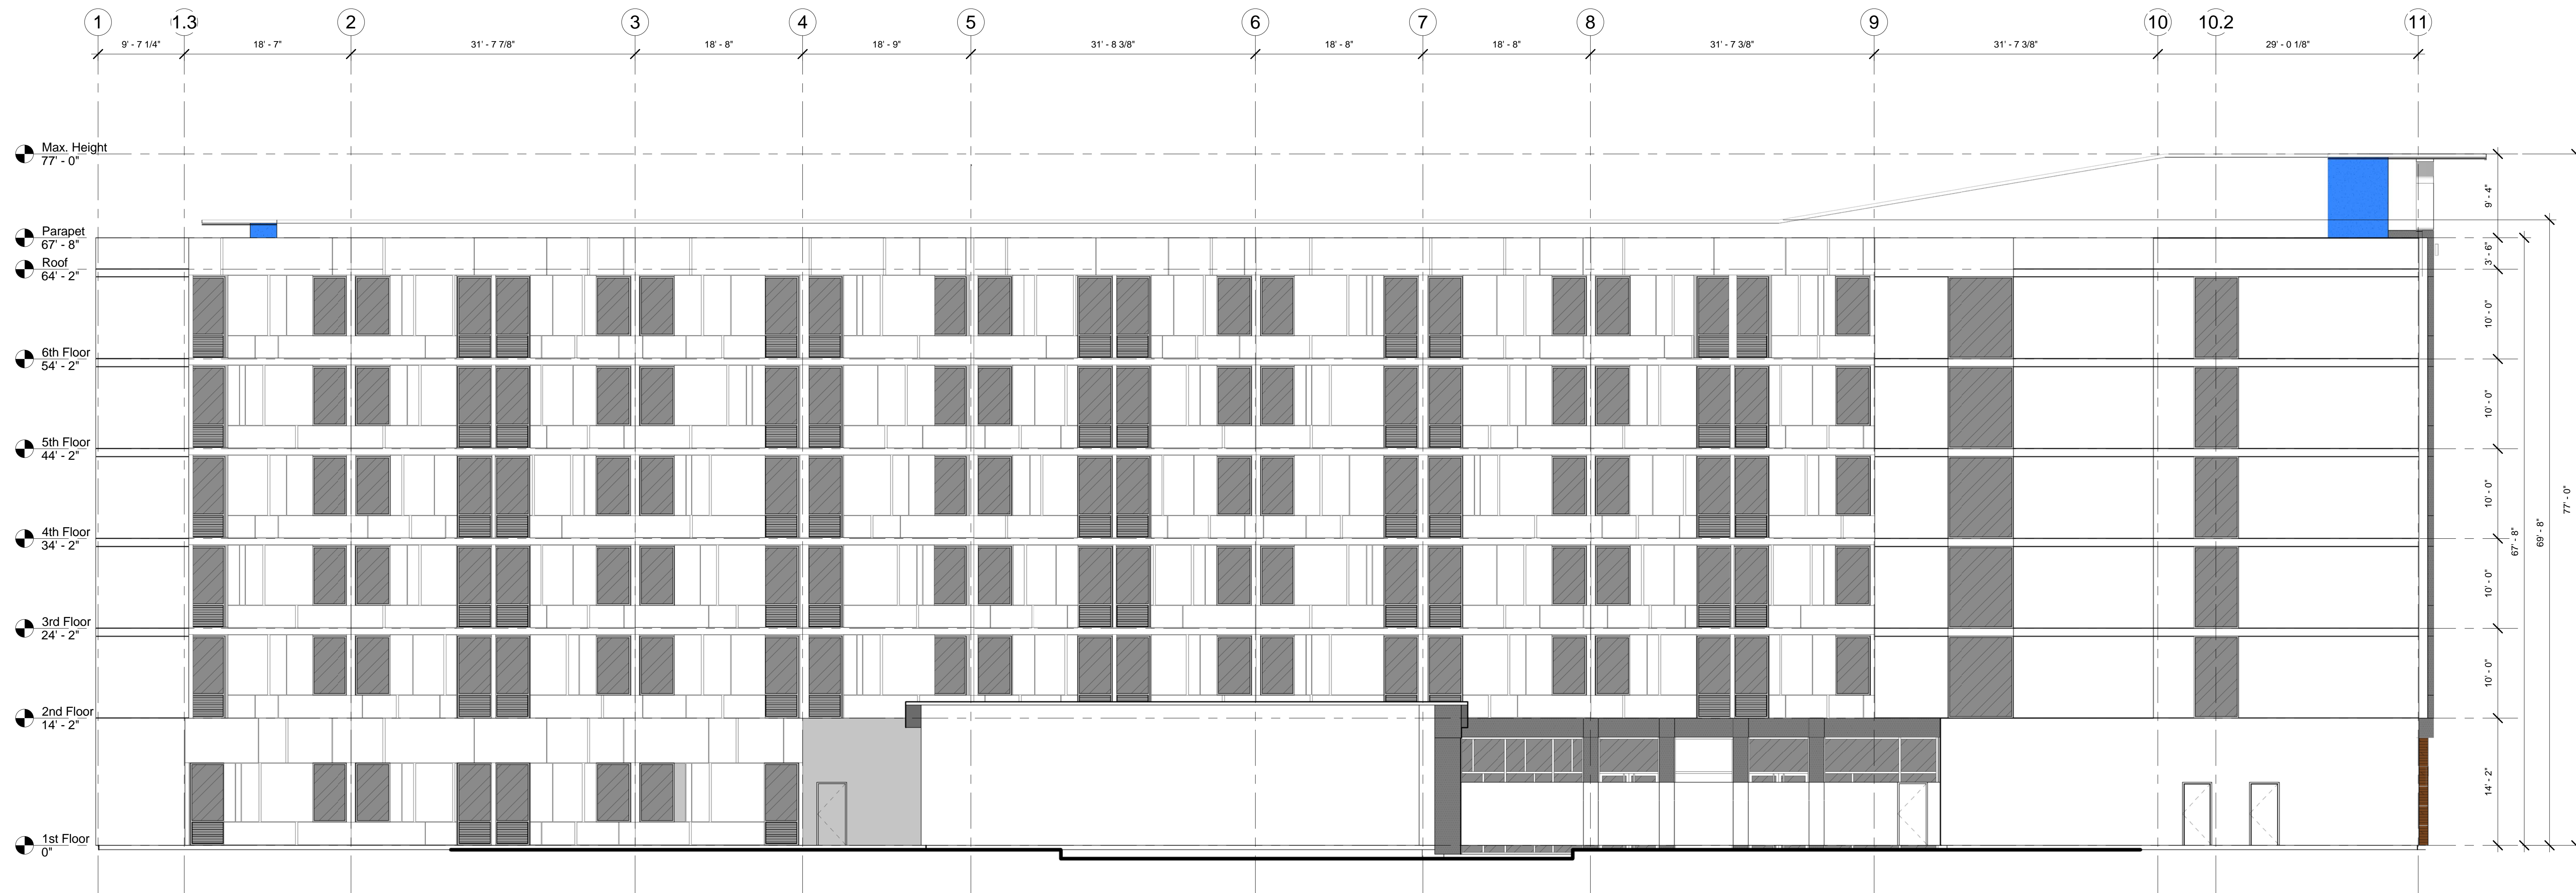 1 1.3 2 3 4 5 6 7 8 9 10 10.2 11
9' - 7 1/4" 18' - 7" 31' - 7 7/8" 18' - 8" 18' - 9" 31' - 8 3/8" 18' - 8" 18' - 8" 31' - 7 3/8" 31' - 7 3/8" 29' - 0 1/8"
Max. Height
77' - 0"
Parapet
67' - 8"
Roof
64' - 2"
6th Floor
54' - 2"
5th Floor
44' - 2"
4th Floor
34' - 2"
3rd Floor
24' - 2"
2nd Floor
14' - 2"
1st Floor
0"
9' - 4"
3' - 6"
10' - 0"
10' - 0"
10' - 0"
10' - 0"
10' - 0"
14' - 2"
67' - 8"
69' - 8"
77' - 0"